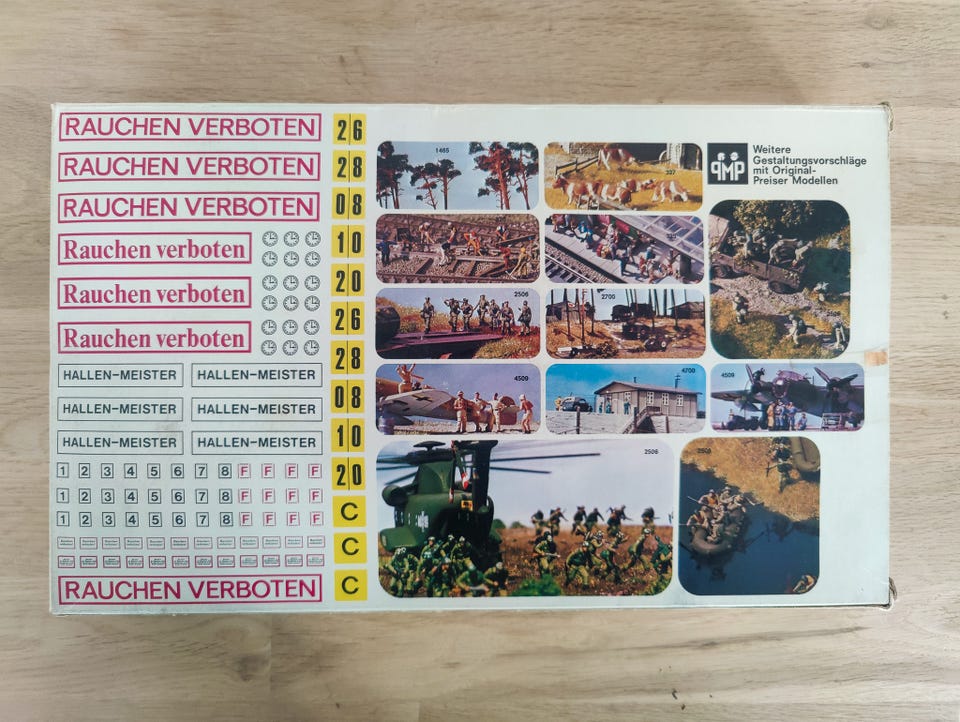 RAUCHEN VERBOTEN
RAUCHEN VERBOTEN
RAUCHEN VERBOTEN
Rauchen verboten
Rauchen verboten
Rauchen verboten
HALLEN-MEISTER HALLEN-MEISTER
HALLEN-MEISTER HALLEN-MEISTER
HALLEN-MEISTER HALLEN-MEISTER
1 2 3 4 5 6 7 8 F F F F
1 2 3 4 5 6 7 8 F F F F
1 2 3 4 5 6 7 8 F F F F
RAUCHEN VERBOTEN
26
28
08
10
20
26
28
08
10
20
C
C
C
1465
327
PMP
Weitere
Gestaltungsvorschläge
mit Original-
Preiser Modellen
2506
2700
4509
4700
4509
2506